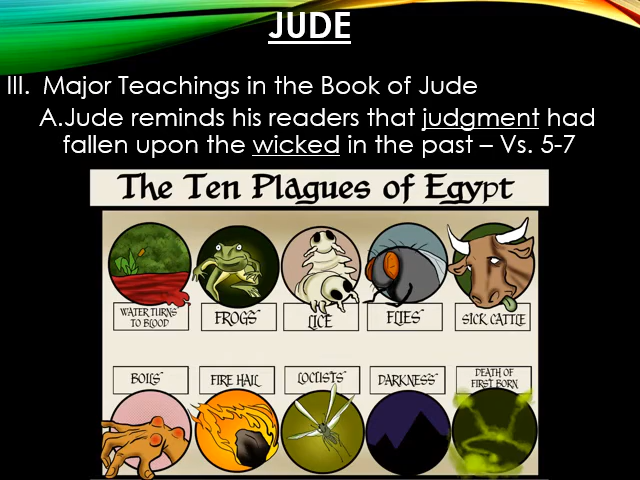 JUDE
III. Major Teachings in the Book of Jude
A.Jude reminds his readers that judgment had
fallen upon the wicked in the past – Vs. 5-7
The Ten Plagues of Egypt
WATER TURNS
TO BLOOD
FROGS
LICE
FLIES
SICK CATTLE
BOILS
FIRE HAIL
LOCUSTS
DARKNESS
DEATH OF
FIRST BORN